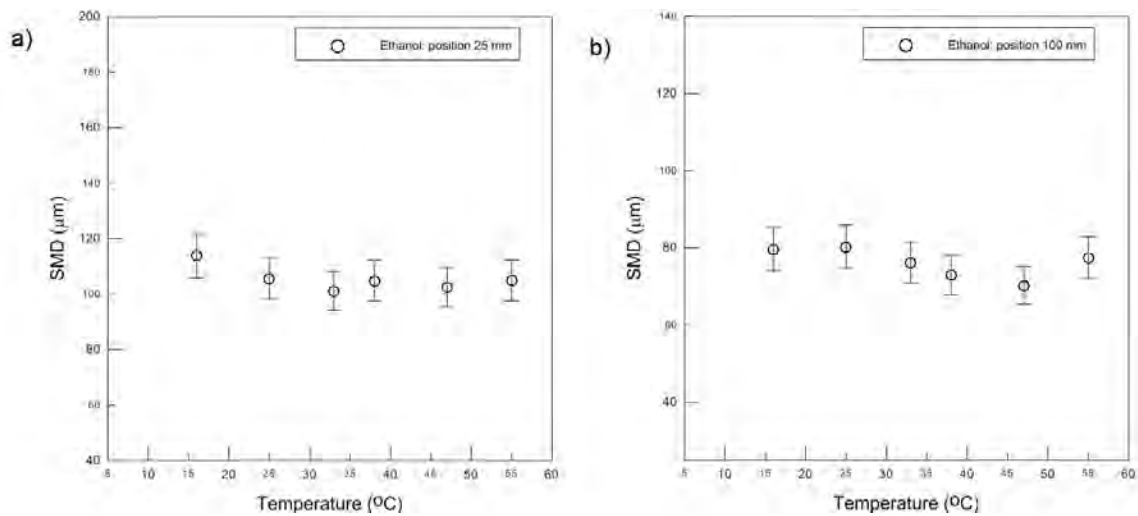 a)
Ethanol: position 25 mm
200
180
160
140
120
100
80
60
40
SMD (µm)
5 10 15 20 25 30 35 40 45 50 55 60
Temperature (ºC)
b)
Ethanol: position 100 mm
140
120
100
80
60
40
SMD (µm)
5 10 15 20 25 30 35 40 45 50 55 60
Temperature (ºC)